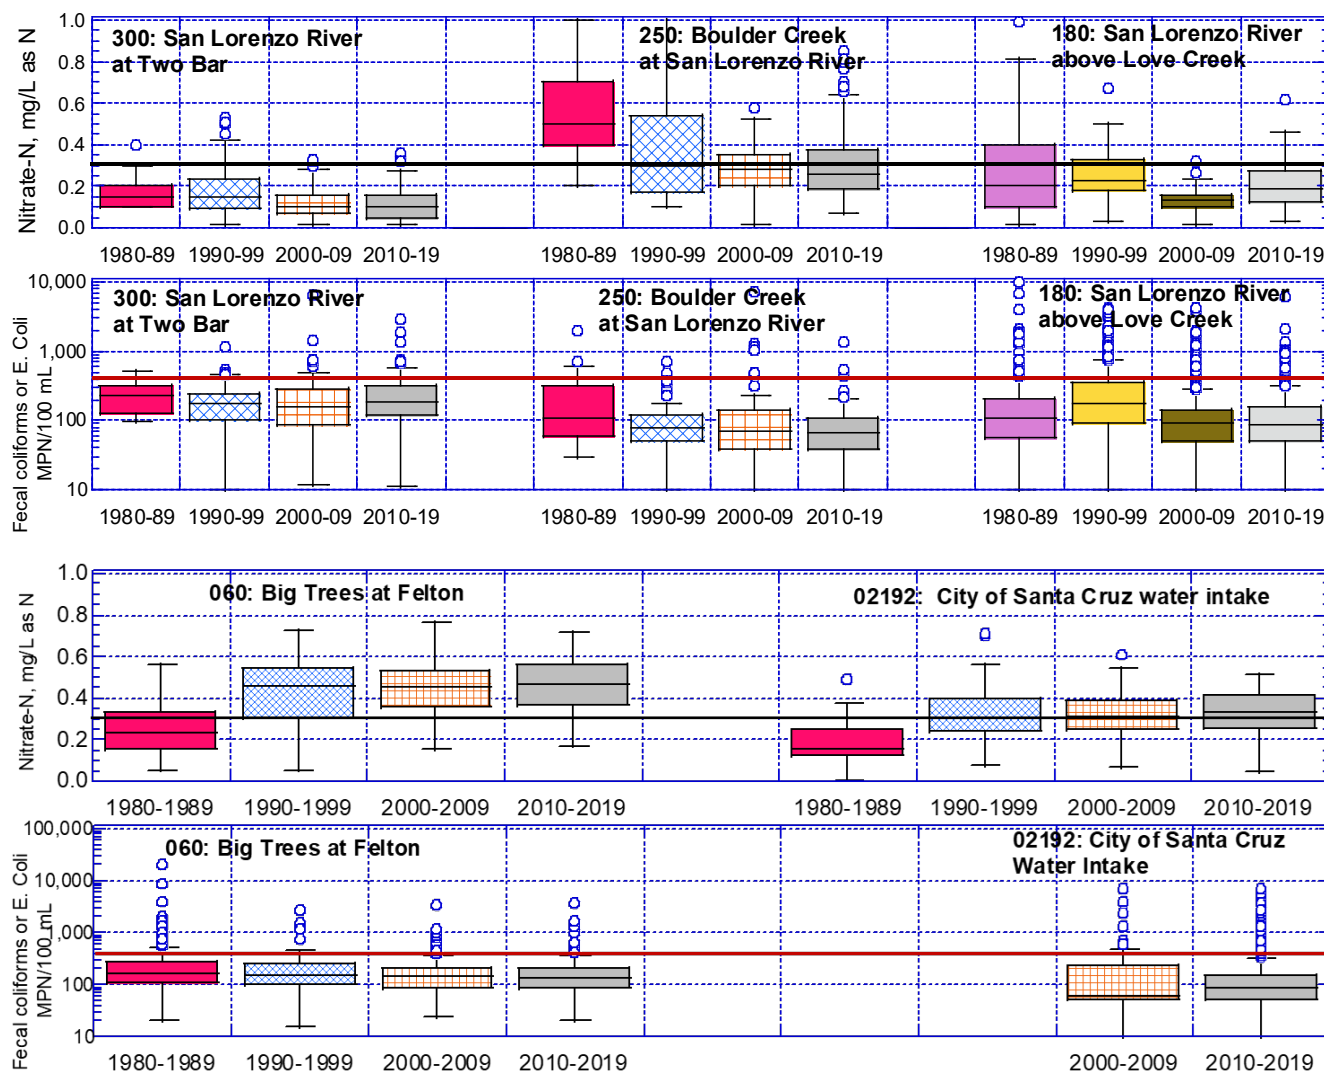 1.0
0.8
0.6
0.4
0.2
0.0
Nitrate-N, mg/L as N
300: San Lorenzo River
at Two Bar
250: Boulder Creek
at San Lorenzo River
180: San Lorenzo River
above Love Creek
1980-89 1990-99 2000-09 2010-19 1980-89 1990-99 2000-09 2010-19 1980-89 1990-99 2000-09 2010-19
10,000
1,000
100
10
Fecal coliforms or E. Coli
MPN/100 mL
300: San Lorenzo River
at Two Bar
250: Boulder Creek
at San Lorenzo River
180: San Lorenzo River
above Love Creek
1980-89 1990-99 2000-09 2010-19 1980-89 1990-99 2000-09 2010-19 1980-89 1990-99 2000-09 2010-19
1.0
0.8
0.6
0.4
0.2
0.0
Nitrate-N, mg/L as N
060: Big Trees at Felton
02192: City of Santa Cruz water intake
1980-1989 1990-1999 2000-2009 2010-2019 1980-1989 1990-1999 2000-2009 2010-2019
100,000
10,000
1,000
100
10
Fecal coliforms or E. Coli
MPN/100 mL
060: Big Trees at Felton
02192: City of Santa Cruz
Water Intake
1980-1989 1990-1999 2000-2009 2010-2019 2000-2009 2010-2019